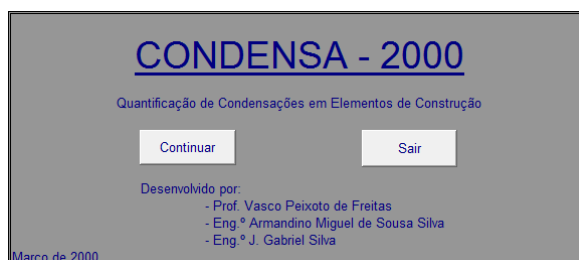 CONDENSA - 2000
Quantificação de Condensações em Elementos de Construção
Continuar Sair
Desenvolvido por:
- Prof. Vasco Peixoto de Freitas
- Eng.º Armandino Miguel de Sousa Silva
- Eng.º J. Gabriel Silva
Março de 2000